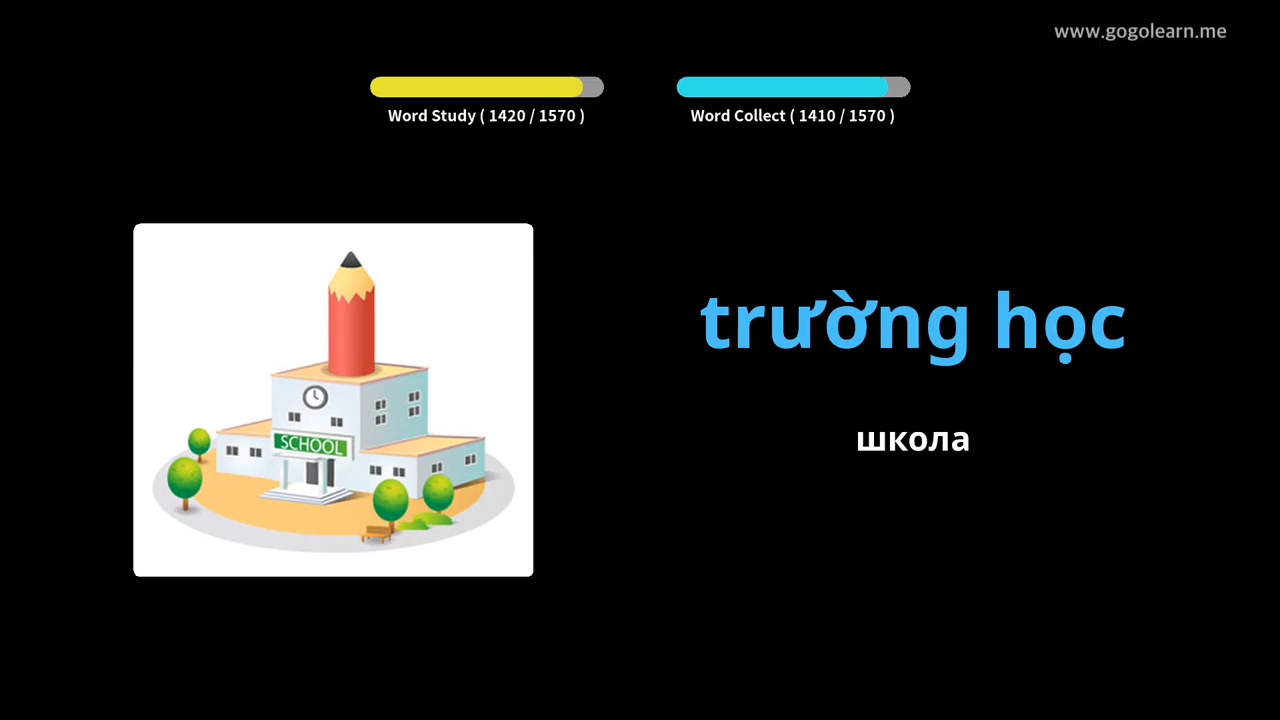 www.gogolearn.me
Word Study ( 1420 / 1570 )
Word Collect ( 1410 / 1570 )
SCHOOL
trường học
школа